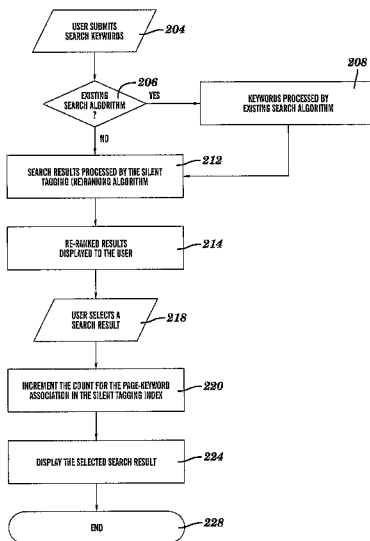 USER SUBMITS
SEARCH KEYWORDS
204
206
EXISTING
SEARCH ALGORITHM
?
YES
NO
208
KEYWORDS PROCESSED BY
EXISTING SEARCH ALGORITHM
212
SEARCH RESULTS PROCESSED BY THE SILENT
TAGGING (RE)RANKING ALGORITHM
RE-RANKED RESULTS
DISPLAYED TO THE USER
214
USER SELECTS A
SEARCH RESULT
218
INCREMENT THE COUNT FOR THE PAGE-KEYWORD
ASSOCIATION IN THE SILENT TAGGING INDEX
220
DISPLAY THE SELECTED SEARCH RESULT
224
END
228